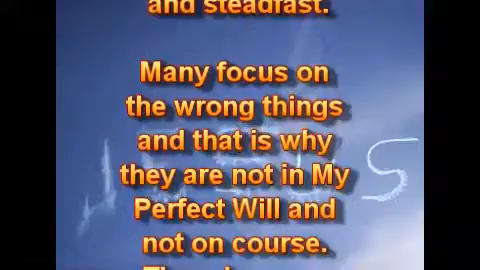 and steadfast.
Many focus on
the wrong things
and that is why
they are not in My
Perfect Will and
not on course.
JESUS